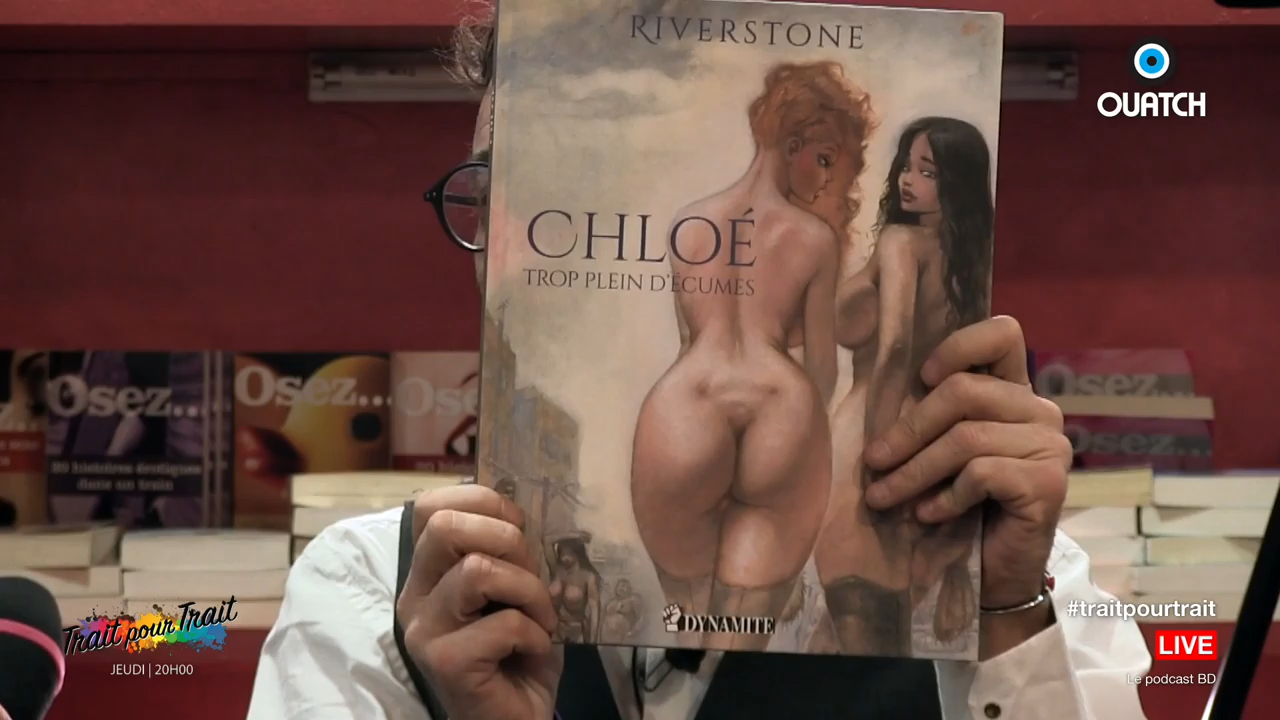 RIVERSTONE
OUATCH
CHLOÉ
TROP PLEIN D'ÉCUMES
Osez...
Osez...
Osez
Osez...
Osez...
20 histoires érotiques
dans un train
Trait pour Trait
JEUDI | 20H00
DYNAMITE
#traitpourtrait
LIVE
Le podcast BD